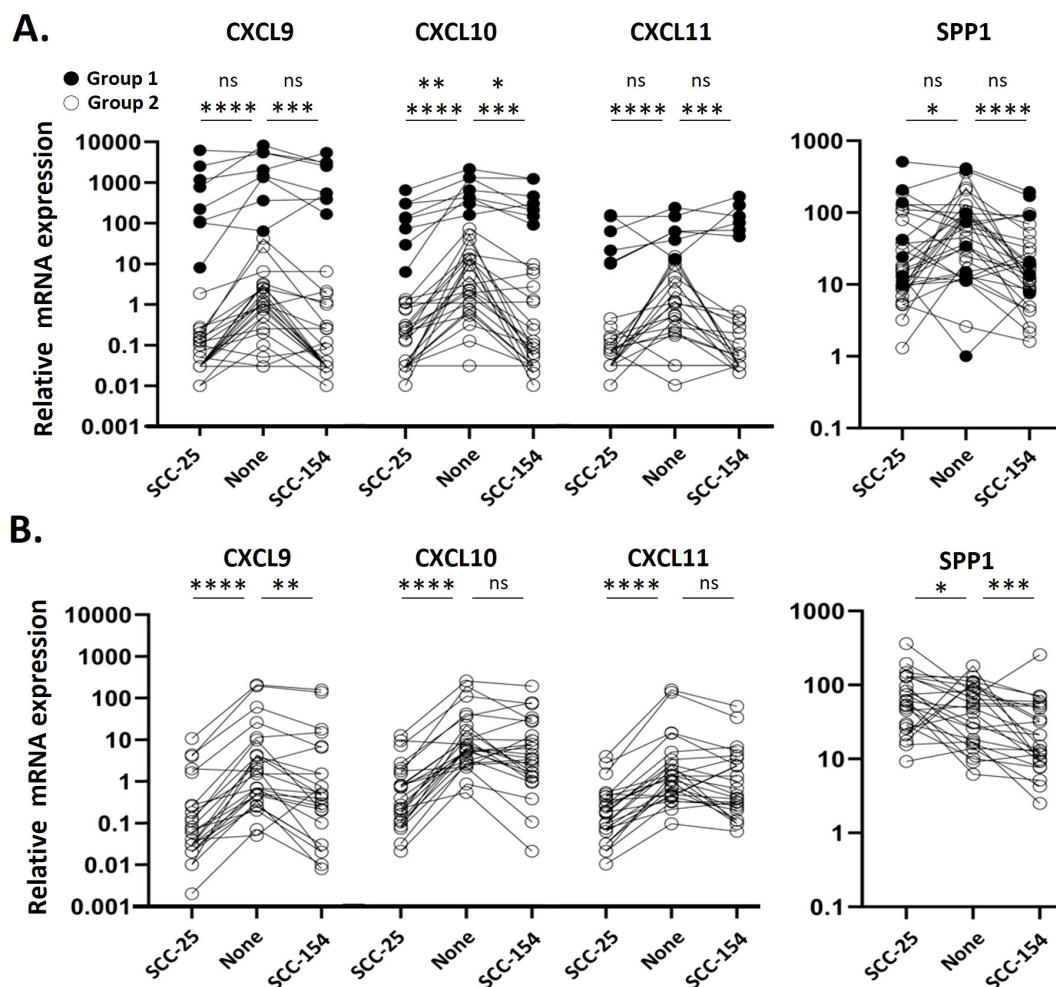 A.
CXCL9 CXCL10 CXCL11 SPP1
Group 1
Group 2
ns ns ** * ns ns ns ns
**** *** **** *** **** *** * ****
Relative mRNA expression
10000
1000
100
10
1
0.1
0.01
0.001
1000
100
10
1
0.1
SCC-25 None SCC-154 SCC-25 None SCC-154 SCC-25 None SCC-154 SCC-25 None SCC-154
B.
CXCL9 CXCL10 CXCL11 SPP1
**** ** **** ns **** ns * ***
Relative mRNA expression
10000
1000
100
10
1
0.1
0.01
0.001
1000
100
10
1
0.1
SCC-25 None SCC-154 SCC-25 None SCC-154 SCC-25 None SCC-154 SCC-25 None SCC-154